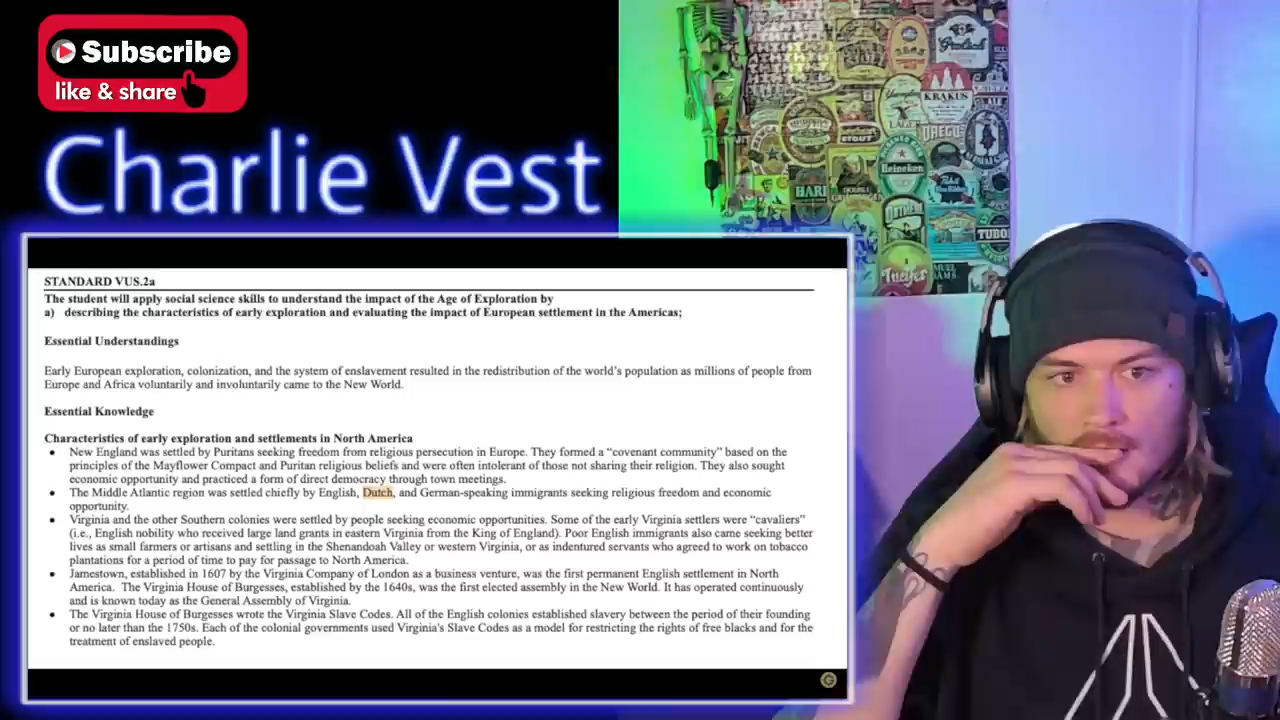 Subscribe
like & share
Charlie Vest
STANDARD VUS.2a
The student will apply social science skills to understand the impact of the Age of Exploration by
a) describing the characteristics of early exploration and evaluating the impact of European settlement in the Americas;
Essential Understandings
Early European exploration, colonization, and the system of enslavement resulted in the redistribution of the world's population as millions of people from
Europe and Africa voluntarily and involuntarily came to the New World.
Essential Knowledge
Characteristics of early exploration and settlements in North America
• New England was settled by Puritans seeking freedom from religious persecution in Europe. They formed a “covenant community” based on the
principles of the Mayflower Compact and Puritan religious beliefs and were often intolerant of those not sharing their religion. They also sought
economic opportunity and practiced a form of direct democracy through town meetings.
• The Middle Atlantic region was settled chiefly by English, Dutch, and German-speaking immigrants seeking religious freedom and economic
opportunity.
• Virginia and the other Southern colonies were settled by people seeking economic opportunities. Some of the early Virginia settlers were “cavaliers”
(i.e., English nobility who received large land grants in eastern Virginia from the King of England). Poor English immigrants also came seeking better
lives as small farmers or artisans and settling in the Shenandoah Valley or western Virginia, or as indentured servants who agreed to work on tobacco
plantations for a period of time to pay for passage to North America.
• Jamestown, established in 1607 by the Virginia Company of London as a business venture, was the first permanent English settlement in North
America. The Virginia House of Burgesses, established by the 1640s, was the first elected assembly in the New World. It has operated continuously
and is known today as the General Assembly of Virginia.
• The Virginia House of Burgesses wrote the Virginia Slave Codes. All of the English colonies established slavery between the period of their founding
or no later than the 1750s. Each of the colonial governments used Virginia's Slave Codes as a model for restricting the rights of free blacks and for the
treatment of enslaved people.
KRAKUS
LAGER
STOUT
Heineken
HARI
TUBO